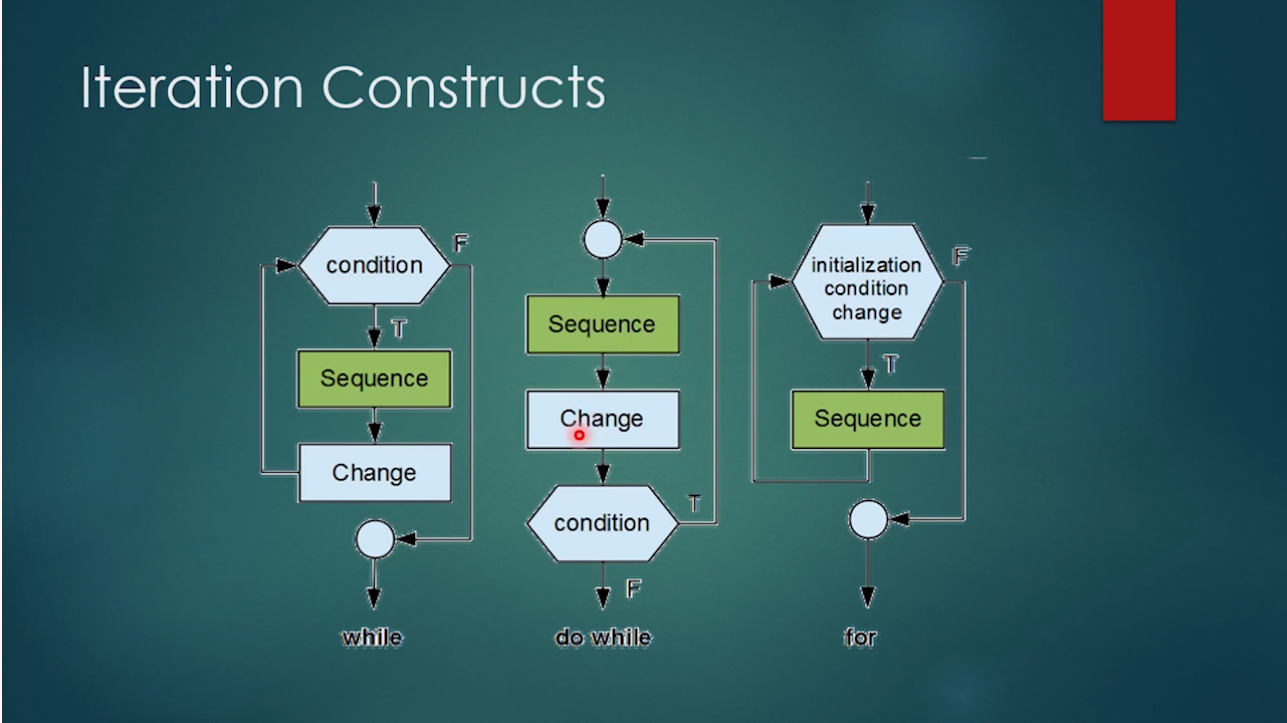 Iteration Constructs
condition
F
T
Sequence
Change
while
Sequence
Change
condition
T
F
do while
initialization
condition
change
F
T
Sequence
for